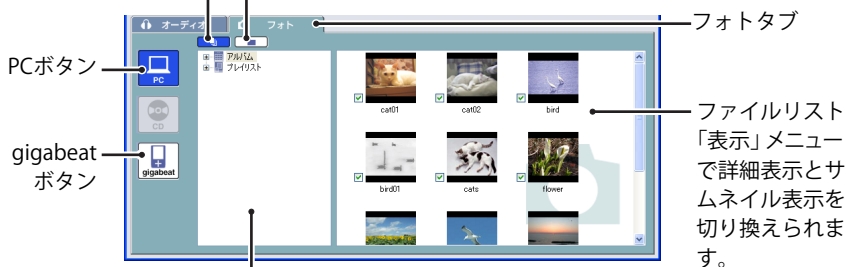 オーディオ
フォト
フォトタブ
PCボタン
PC
アルバム
プレイリスト
CD
gigabeat
ボタン
gigabeat
cat01
cat02
bird
bird01
cats
flower
ファイルリスト
「表示」メニュー
で詳細表示とサ
ムネイル表示を
切り換えられま
す。